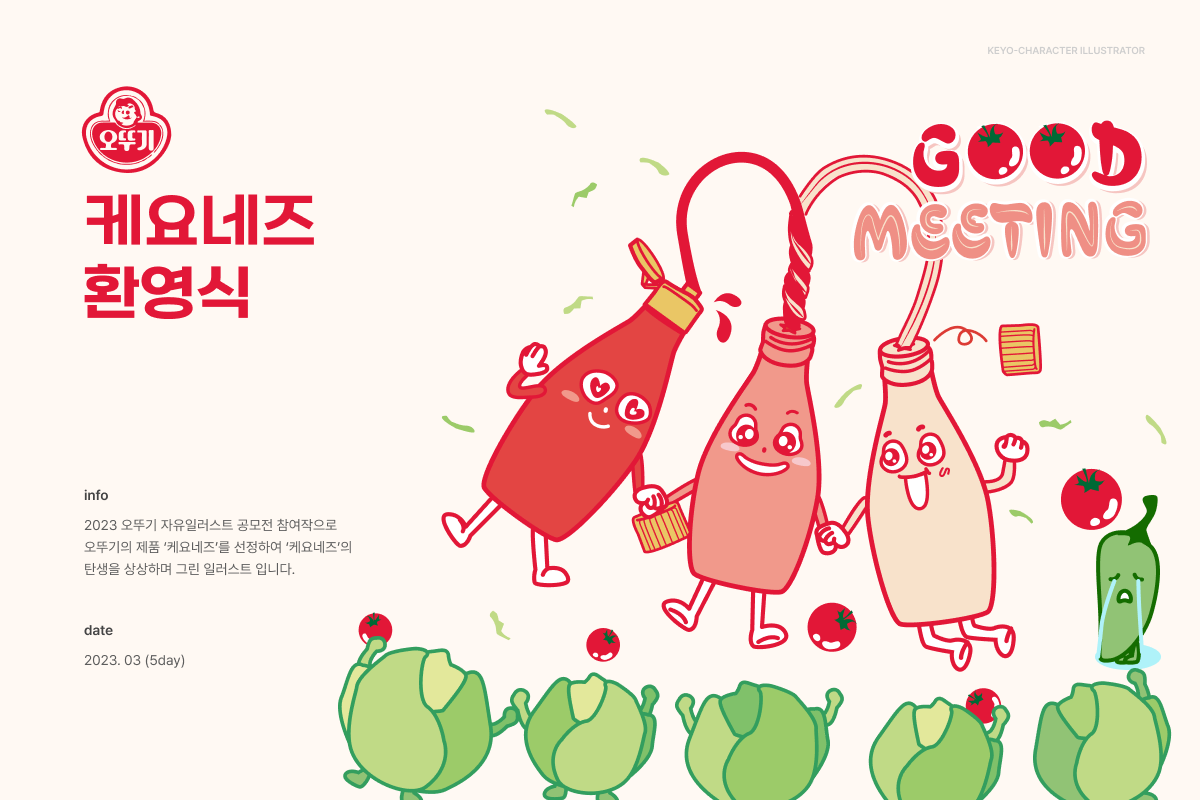 KEYO-CHARACTER ILLUSTRATOR
오뚜기
케요네즈
환영식
GOOD
MEETING
info
2023 오뚜기 자유일러스트 공모전 참여작으로
오뚜기의 제품 ‘케요네즈’를 선정하여 ‘케요네즈’의
탄생을 상상하며 그린 일러스트 입니다.
date
2023. 03 (5day)